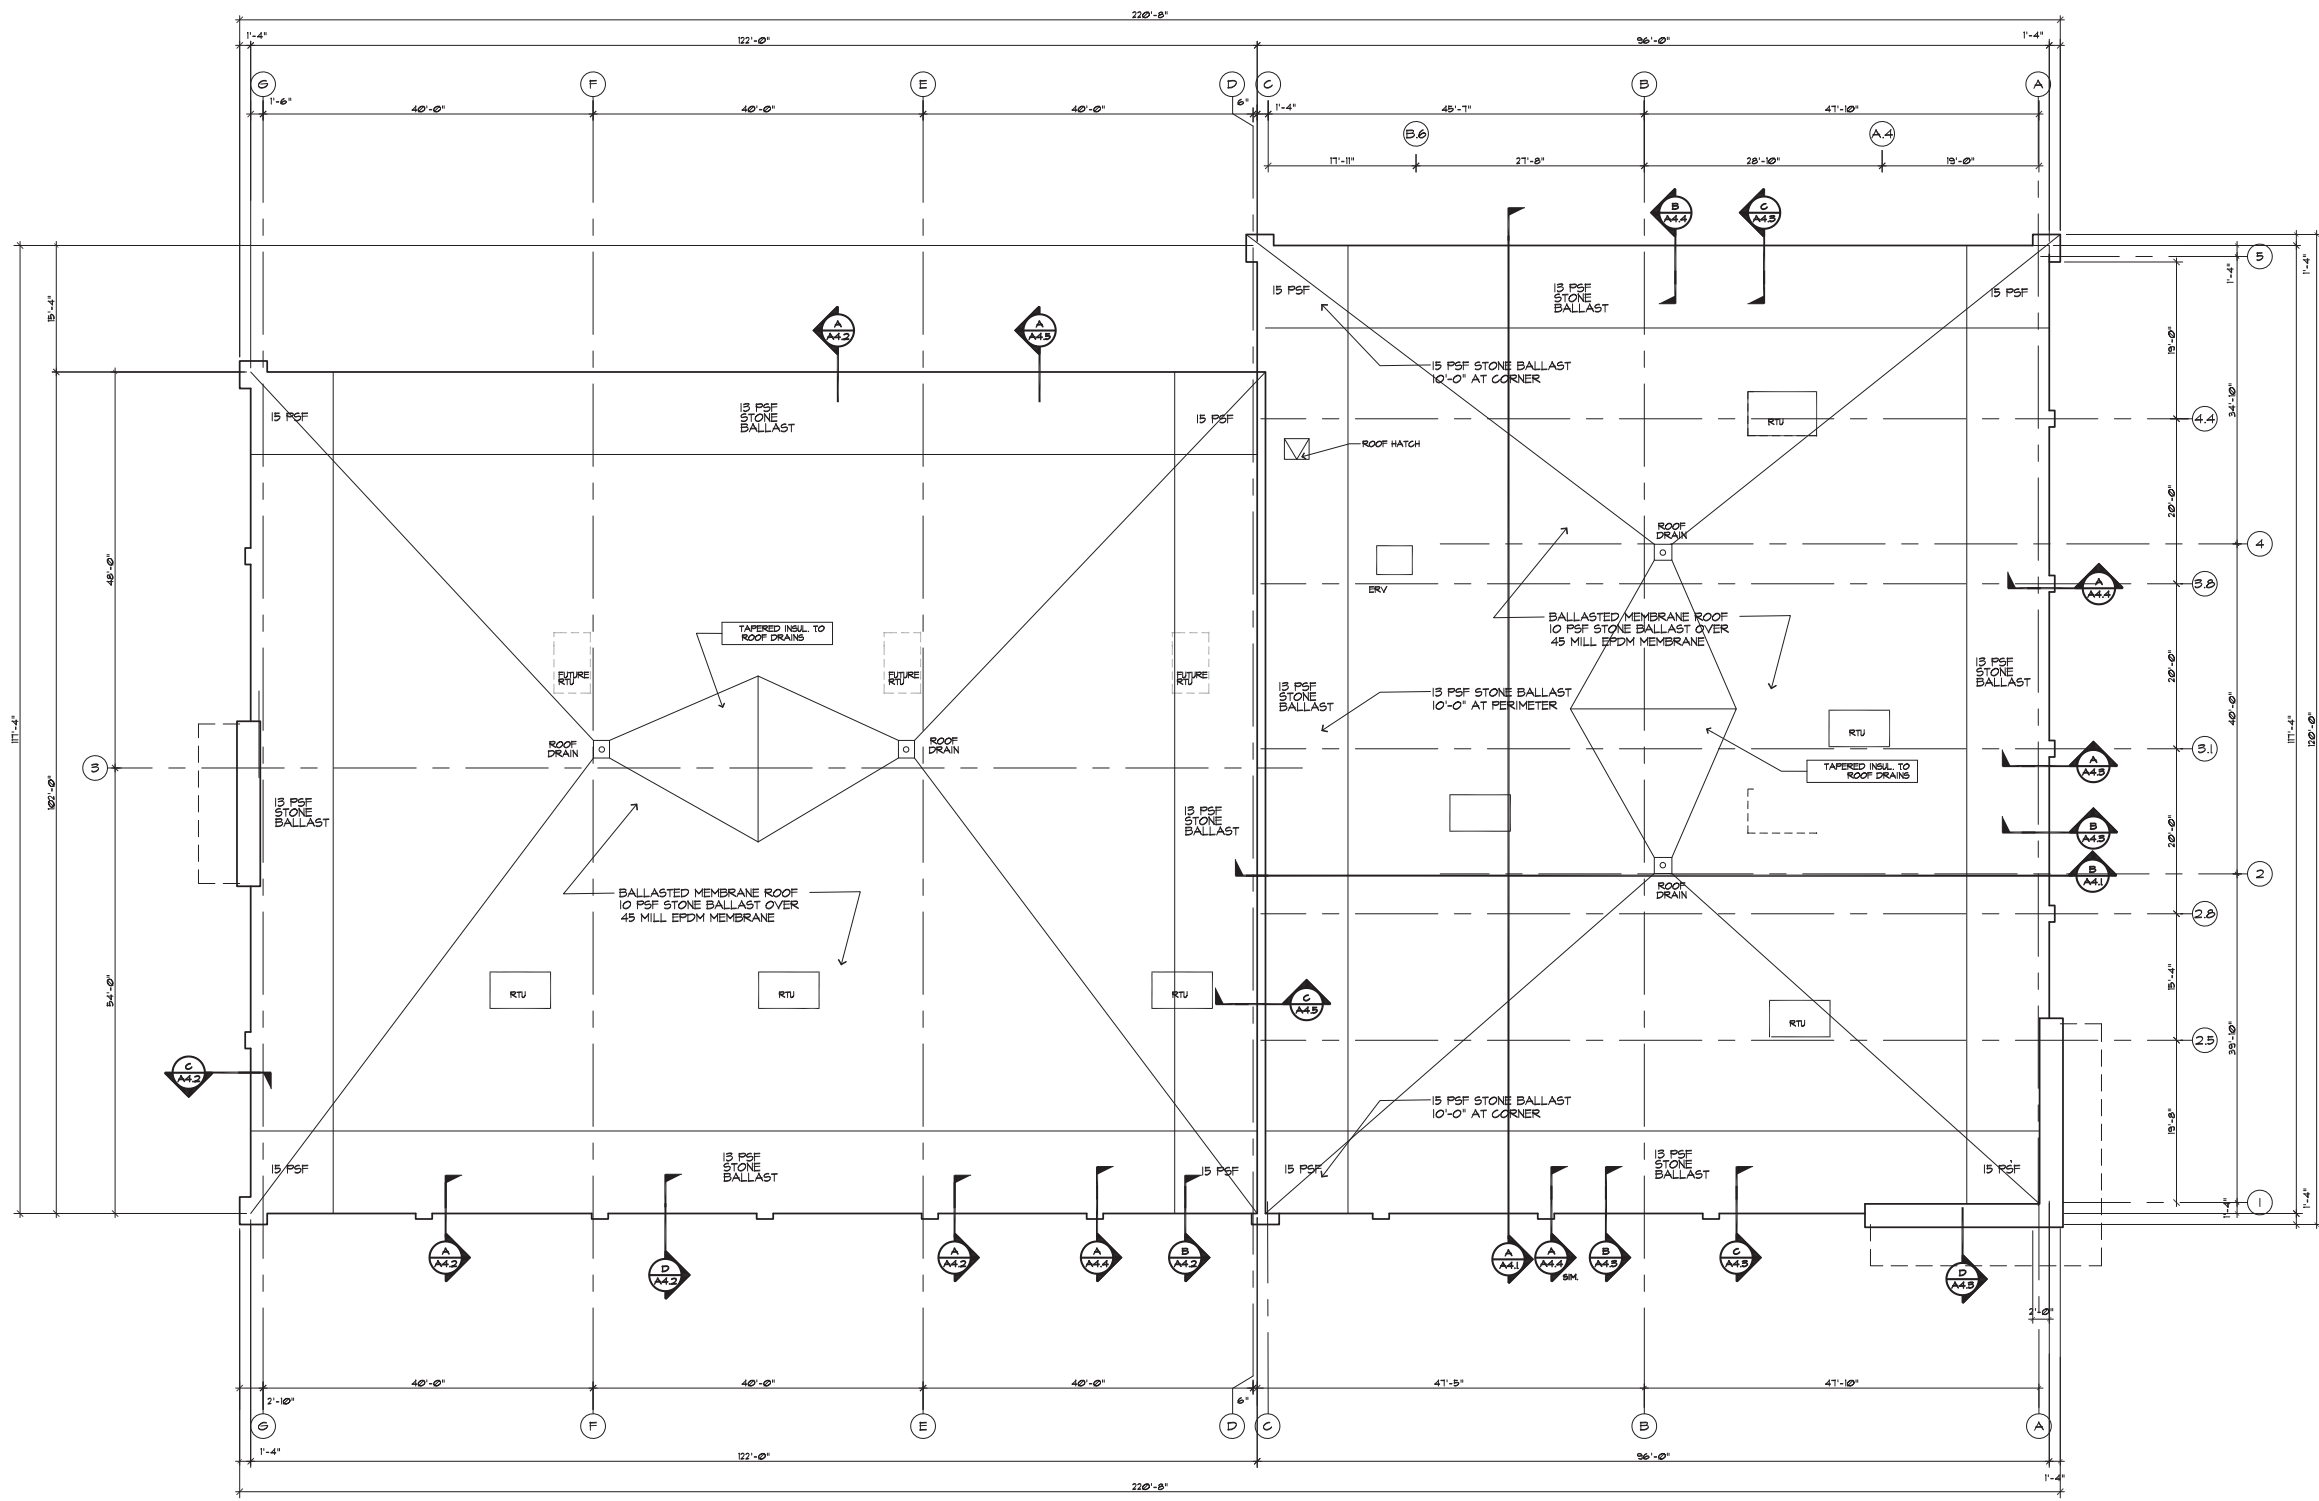 220'-8"
1'-4"
122'-0"
96'-0"
1'-4"
G
F
E
D
C
B
A
1'-6"
40'-0"
40'-0"
40'-0"
6"
1'-4"
45'-7"
47'-10"
B.6
A.4
17'-11"
27'-8"
28'-10"
19'-0"
B
A4.4
C
A4.3
5
1'-4"
1'-4"
15 PSF
13 PSF
STONE
BALLAST
15 PSF
15'-4"
A
A4.2
A
A4.5
19'-0"
15 PSF STONE BALLAST
10'-0" AT CORNER
34'-10"
15 PSF
13 PSF
STONE
BALLAST
15 PSF
RTU
4.4
ROOF HATCH
20'-0"
ROOF
DRAIN
4
48'-0"
ERV
3.8
A
A4.4
BALLASTED MEMBRANE ROOF
10 PSF STONE BALLAST OVER
45 MILL EPDM MEMBRANE
TAPERED INSUL. TO
ROOF DRAINS
FUTURE
RTU
FUTURE
RTU
FUTURE
RTU
13 PSF
STONE
BALLAST
13 PSF STONE BALLAST
10'-0" AT PERIMETER
13 PSF
STONE
BALLAST
20'-0"
40'-0"
117'-4"
117'-4"
120'-0"
RTU
ROOF
DRAIN
ROOF
DRAIN
3.1
3
TAPERED INSUL. TO
ROOF DRAINS
A
A4.3
102'-0"
13 PSF
STONE
BALLAST
13 PSF
STONE
BALLAST
20'-0"
B
A4.3
B
A4.1
2
ROOF
DRAIN
BALLASTED MEMBRANE ROOF
10 PSF STONE BALLAST OVER
45 MILL EPDM MEMBRANE
2.8
54'-0"
RTU
RTU
RTU
C
A4.5
15'-4"
RTU
2.5
39'-10"
C
A4.2
15 PSF STONE BALLAST
10'-0" AT CORNER
19'-8"
15 PSF
13 PSF
STONE
BALLAST
15 PSF
15 PSF
13 PSF
STONE
BALLAST
15 PSF
1
1'-4"
1'-4"
A
A4.2
D
A4.2
A
A4.2
A
A4.4
B
A4.2
A
A4.1
A
A4.4
SIM.
B
A4.3
C
A4.3
D
A4.3
2'-0"
40'-0"
40'-0"
40'-0"
47'-5"
47'-10"
2'-10"
6"
G
F
E
D
C
B
A
1'-4"
122'-0"
96'-0"
1'-4"
220'-8"